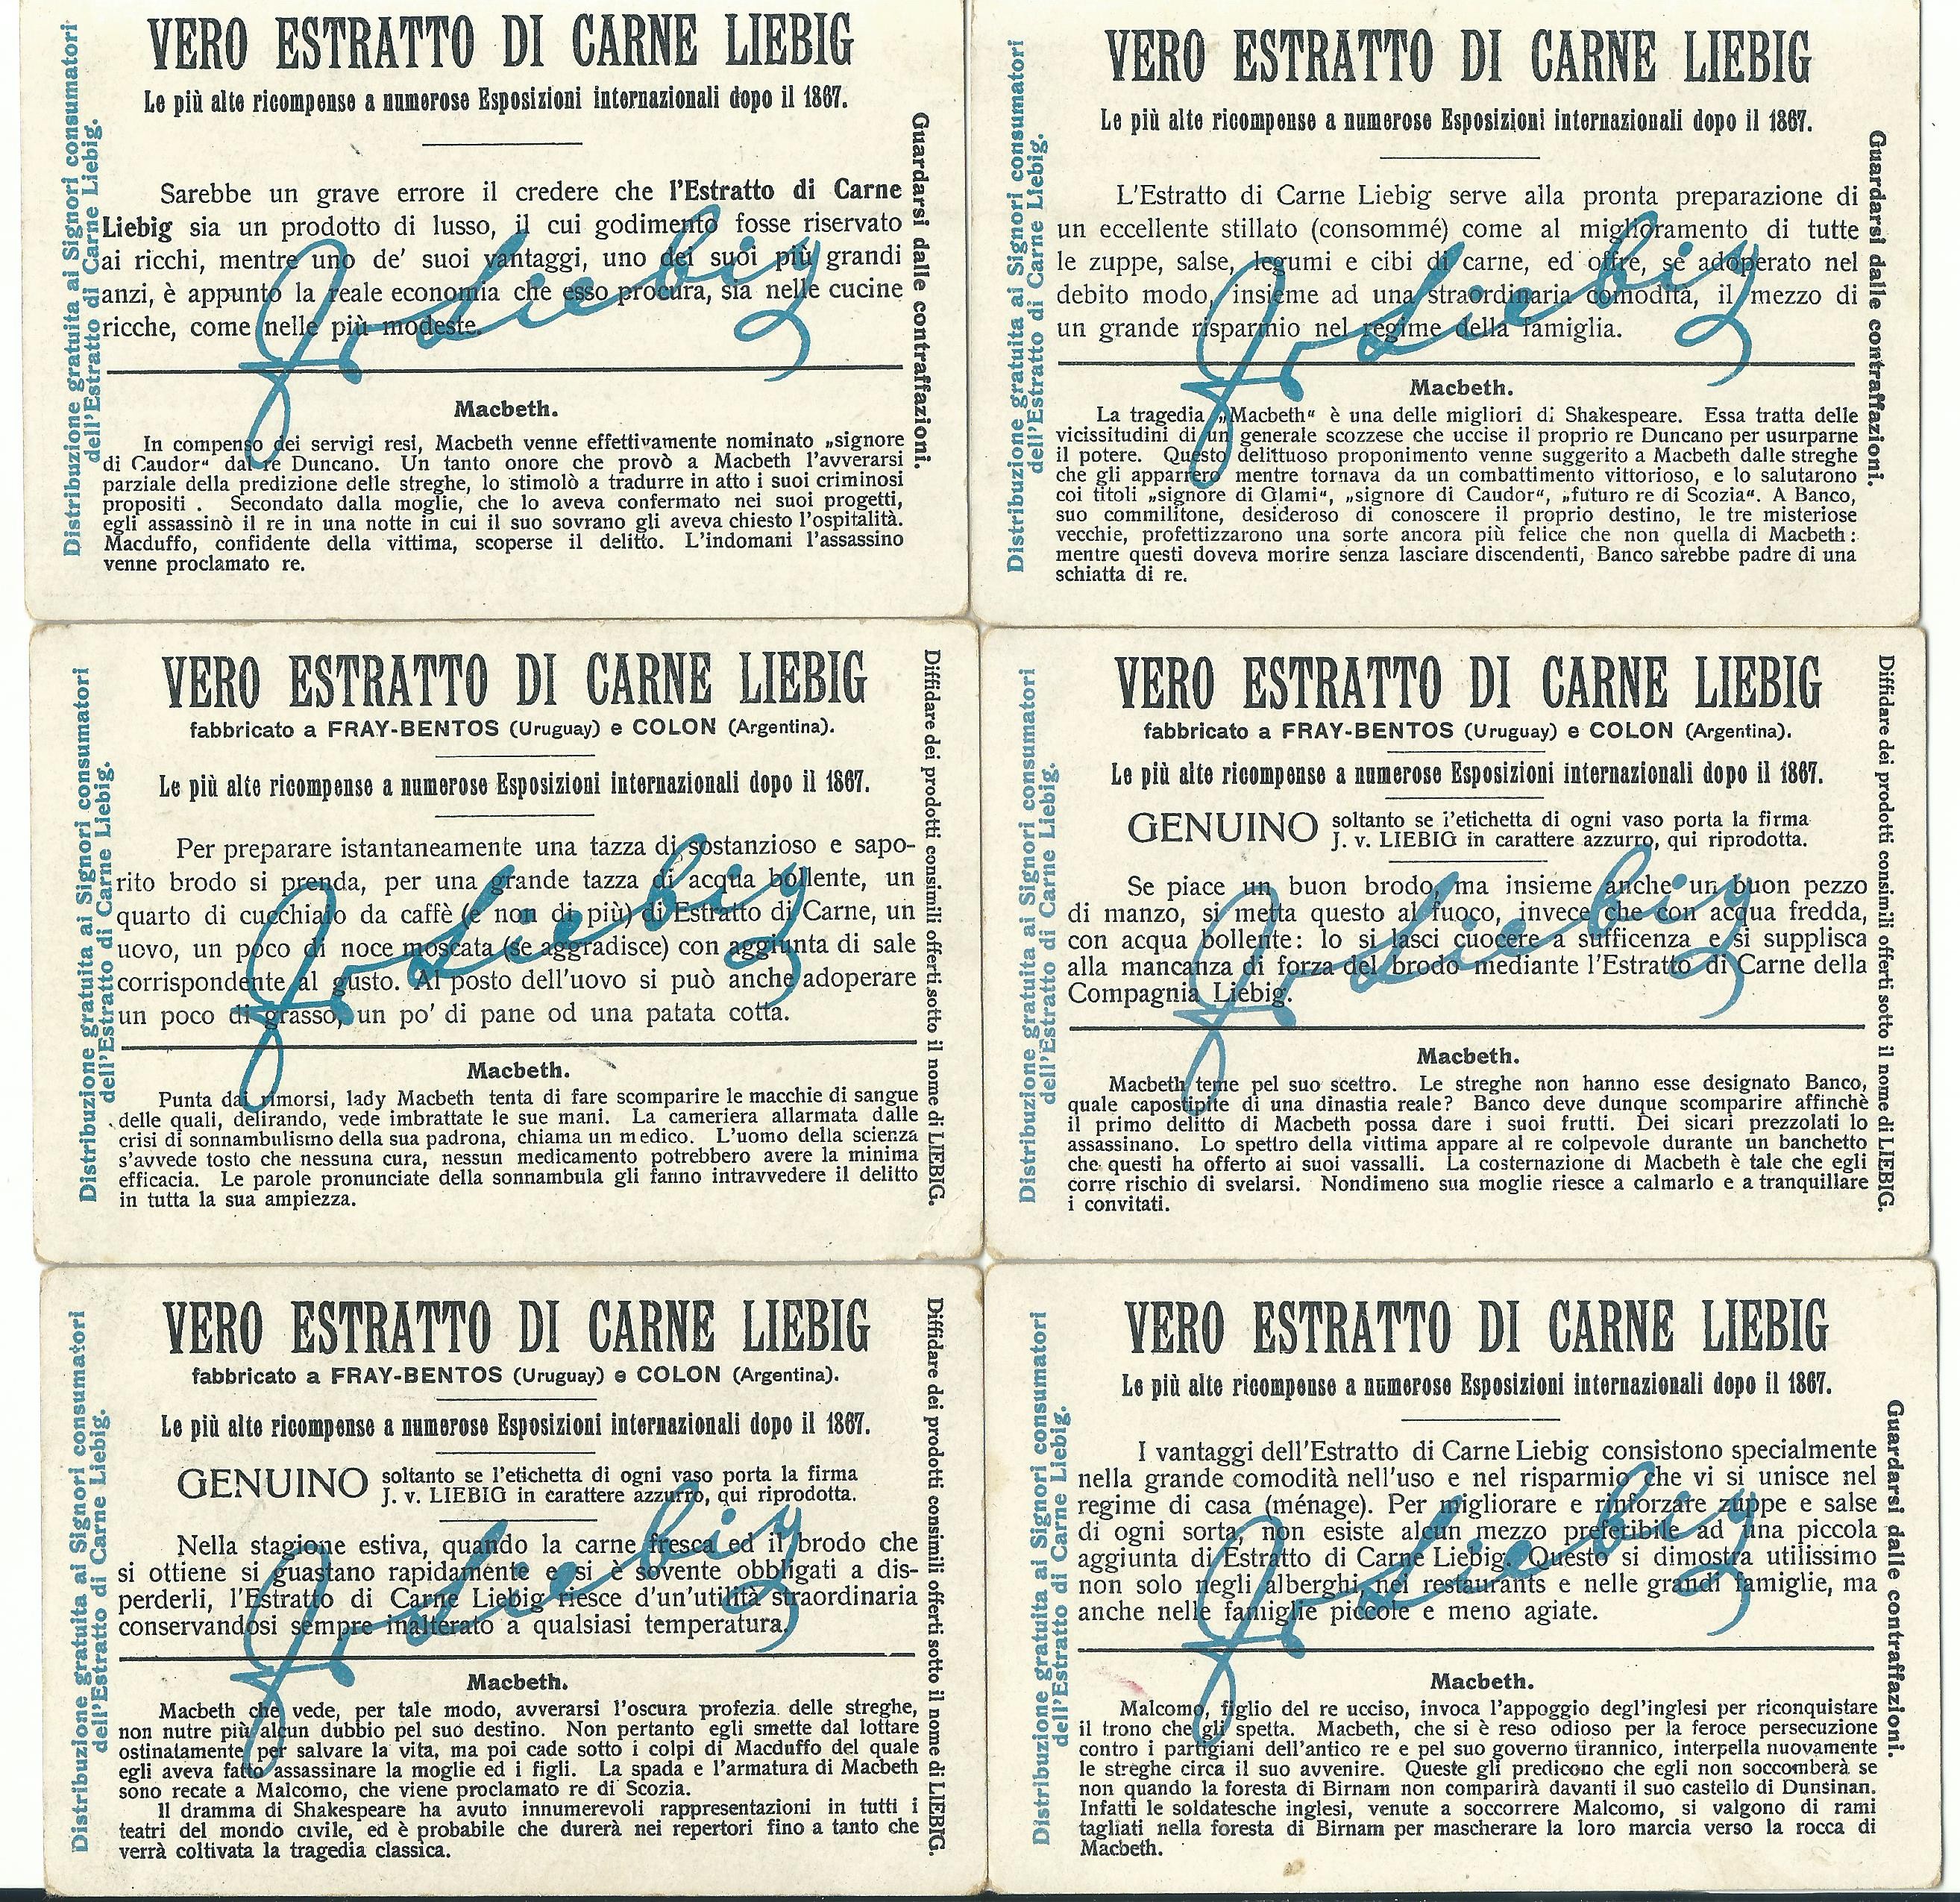 VERO ESTRATTO DI CARNE LIEBIG
Le più alte ricompense a numerose Esposizioni internazionali dopo il 1867.
Sarebbe un grave errore il credere che l'Estratto di Carne
Liebig sia un prodotto di lusso, il cui godimento fosse riservato
ai ricchi, mentre uno de' suoi vantaggi, uno dei suoi più grandi
anzi, è appunto la reale economia che esso procura, sia nelle cucine
ricche, come nelle più modeste.
Macbeth.
In compenso dei servigi resi, Macbeth venne effettivamente nominato „signore
di Caudor“ dal re Duncano. Un tanto onore che provò a Macbeth l'avverarsi
parziale della predizione delle streghe, lo stimolò a tradurre in atto i suoi criminosi
propositi . Secondato dalla moglie, che lo aveva confermato nei suoi progetti,
egli assassinò il re in una notte in cui il suo sovrano gli aveva chiesto l'ospitalità.
Macduffo, confidente della vittima, scoperse il delitto. L'indomani l'assassino
venne proclamato re.
Distribuzione gratuita ai Signori consumatori
dell'Estratto di Carne Liebig.
Guardarsi dalle contraffazioni.
J v Liebig
VERO ESTRATTO DI CARNE LIEBIG
Le più alte ricompense a numerose Esposizioni internazionali dopo il 1867.
L'Estratto di Carne Liebig serve alla pronta preparazione di
un eccellente stillato (consommé) come al miglioramento di tutte
le zuppe, salse, legumi e cibi di carne, ed offre, se adoperato nel
debito modo, insieme ad una straordinaria comodità, il mezzo di
un grande risparmio nel regime della famiglia.
Macbeth.
La tragedia „Macbeth“ è una delle migliori di Shakespeare. Essa tratta delle
vicissitudini di un generale scozzese che uccise il proprio re Duncano per usurparne
il potere. Questo delittuoso proponimento venne suggerito a Macbeth dalle streghe
che gli apparrero mentre tornava da un combattimento vittorioso, e lo salutarono
coi titoli „signore di Glami“, „signore di Caudor“, „futuro re di Scozia“. A Banco,
suo commilitone, desideroso di conoscere il proprio destino, le tre misteriose
vecchie, profettizzarono una sorte ancora più felice che non quella di Macbeth:
mentre questi doveva morire senza lasciare discendenti, Banco sarebbe padre di una
schiatta di re.
Distribuzione gratuita ai Signori consumatori
dell'Estratto di Carne Liebig.
Guardarsi dalle contraffazioni.
J v Liebig
VERO ESTRATTO DI CARNE LIEBIG
fabbricato a FRAY-BENTOS (Uruguay) e COLON (Argentina).
Le più alte ricompense a numerose Esposizioni internazionali dopo il 1867.
Per preparare istantaneamente una tazza di sostanzioso e sapo-
rito brodo si prenda, per una grande tazza di acqua bollente, un
quarto di cucchiaio da caffè (e non di più) di Estratto di Carne, un
uovo, un poco di noce moscata (se aggradisce) con aggiunta di sale
corrispondente al gusto. Al posto dell'uovo si può anche adoperare
un poco di grasso, un po' di pane od una patata cotta.
Macbeth.
Punta dai rimorsi, lady Macbeth tenta di fare scomparire le macchie di sangue
delle quali, delirando, vede imbrattate le sue mani. La cameriera allarmata dalle
crisi di sonnambulismo della sua padrona, chiama un medico. L'uomo della scienza
s'avvede tosto che nessuna cura, nessun medicamento potrebbero avere la minima
efficacia. Le parole pronunciate della sonnambula gli fanno intravvedere il delitto
in tutta la sua ampiezza.
Distribuzione gratuita ai Signori consumatori
dell'Estratto di Carne Liebig.
Diffidare dei prodotti consimili offerti sotto il nome di LIEBIG.
J v Liebig
VERO ESTRATTO DI CARNE LIEBIG
fabbricato a FRAY-BENTOS (Uruguay) e COLON (Argentina).
Le più alte ricompense a numerose Esposizioni internazionali dopo il 1867.
GENUINO soltanto se l'etichetta di ogni vaso porta la firma
J. v. LIEBIG in carattere azzurro, qui riprodotta.
Se piace un buon brodo, ma insieme anche un buon pezzo
di manzo, si metta questo al fuoco, invece che con acqua fredda,
con acqua bollente: lo si lasci cuocere a sufficenza e si supplisca
alla mancanza di forza del brodo mediante l'Estratto di Carne della
Compagnia Liebig.
Macbeth.
Macbeth teme pel suo scettro. Le streghe non hanno esse designato Banco,
quale capostipite di una dinastia reale? Banco deve dunque scomparire affinchè
il primo delitto di Macbeth possa dare i suoi frutti. Dei sicari prezzolati lo
assassinano. Lo spettro della vittima appare al re colpevole durante un banchetto
che questi ha offerto ai suoi vassalli. La costernazione di Macbeth è tale che egli
corre rischio di svelarsi. Nondimeno sua moglie riesce a calmarlo e a tranquillare
i convitati.
Distribuzione gratuita ai Signori consumatori
dell'Estratto di Carne Liebig.
Diffidare dei prodotti consimili offerti sotto il nome di LIEBIG.
J v Liebig
VERO ESTRATTO DI CARNE LIEBIG
fabbricato a FRAY-BENTOS (Uruguay) e COLON (Argentina).
Le più alte ricompense a numerose Esposizioni internazionali dopo il 1867.
GENUINO soltanto se l'etichetta di ogni vaso porta la firma
J. v. LIEBIG in carattere azzurro, qui riprodotta.
Nella stagione estiva, quando la carne fresca ed il brodo che
si ottiene si guastano rapidamente e si è sovente obbligati a dis-
perderli, l'Estratto di Carne Liebig riesce d'un'utilità straordinaria
conservandosi sempre inalterato a qualsiasi temperatura.
Macbeth.
Macbeth che vede, per tale modo, avverarsi l'oscura profezia delle streghe,
non nutre più alcun dubbio pel suo destino. Non pertanto egli smette dal lottare
ostinatamente per salvare la vita, ma poi cade sotto i colpi di Macduffo del quale
egli aveva fatto assassinare la moglie ed i figli. La spada e l'armatura di Macbeth
sono recate a Malcomo, che viene proclamato re di Scozia.
Il dramma di Shakespeare ha avuto innumerevoli rappresentazioni in tutti i
teatri del mondo civile, ed è probabile che durerà nei repertori fino a tanto che
verrà coltivata la tragedia classica.
Distribuzione gratuita ai Signori consumatori
dell'Estratto di Carne Liebig.
Diffidare dei prodotti consimili offerti sotto il nome di LIEBIG.
J v Liebig
VERO ESTRATTO DI CARNE LIEBIG
Le più alte ricompense a numerose Esposizioni internazionali dopo il 1867.
I vantaggi dell'Estratto di Carne Liebig consistono specialmente
nella grande comodità nell'uso e nel risparmio che vi si unisce nel
regime di casa (ménage). Per migliorare e rinforzare zuppe e salse
di ogni sorta, non esiste alcun mezzo preferibile ad una piccola
aggiunta di Estratto di Carne Liebig. Questo si dimostra utilissimo
non solo negli alberghi, nei restaurants e nelle grandi famiglie, ma
anche nelle famiglie piccole e meno agiate.
Macbeth.
Malcomo, figlio del re ucciso, invoca l'appoggio degl'inglesi per riconquistare
il trono che gli spetta. Macbeth, che si è reso odioso per la feroce persecuzione
contro i partigiani dell'antico re e pel suo governo tirannico, interpella nuovamente
le streghe circa il suo avvenire. Queste gli predicono che egli non soccomberà se
non quando la foresta di Birnam non comparirà davanti il suo castello di Dunsinan.
Infatti le soldatesche inglesi, venute a soccorrere Malcomo, si valgono di rami
tagliati nella foresta di Birnam per mascherare la loro marcia verso la rocca di
Macbeth.
Distribuzione gratuita ai Signori consumatori
dell'Estratto di Carne Liebig.
Guardarsi dalle contraffazioni.
J v Liebig